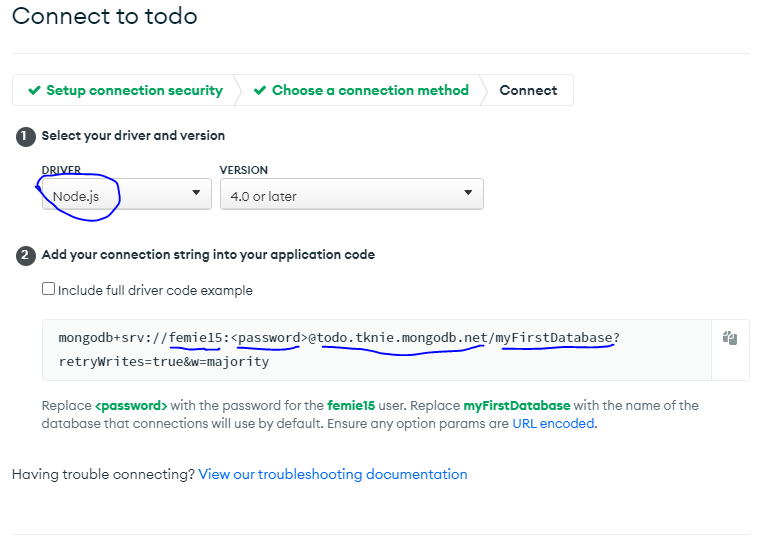 Connect to todo
✔ Setup connection security ✔ Choose a connection method Connect
1 Select your driver and version
DRIVER VERSION
Node.js 4.0 or later
2 Add your connection string into your application code
Include full driver code example
mongodb+srv://femie15:<password>@todo.tknie.mongodb.net/myFirstDatabase?
retryWrites=true&w=majority
Replace <password> with the password for the femie15 user. Replace myFirstDatabase with the name of the
database that connections will use by default. Ensure any option params are URL encoded.
Having trouble connecting? View our troubleshooting documentation